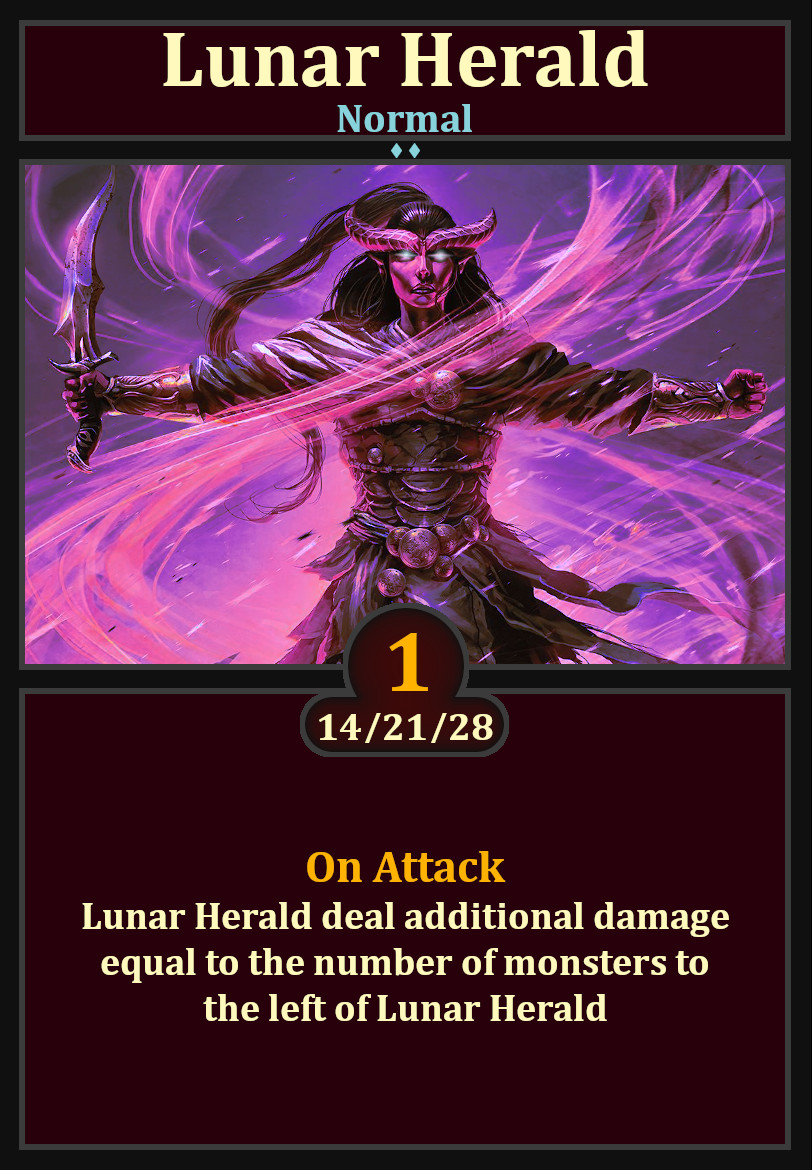 Lunar Herald
Normal
1
14/21/28
On Attack
Lunar Herald deal additional damage
equal to the number of monsters to
the left of Lunar Herald